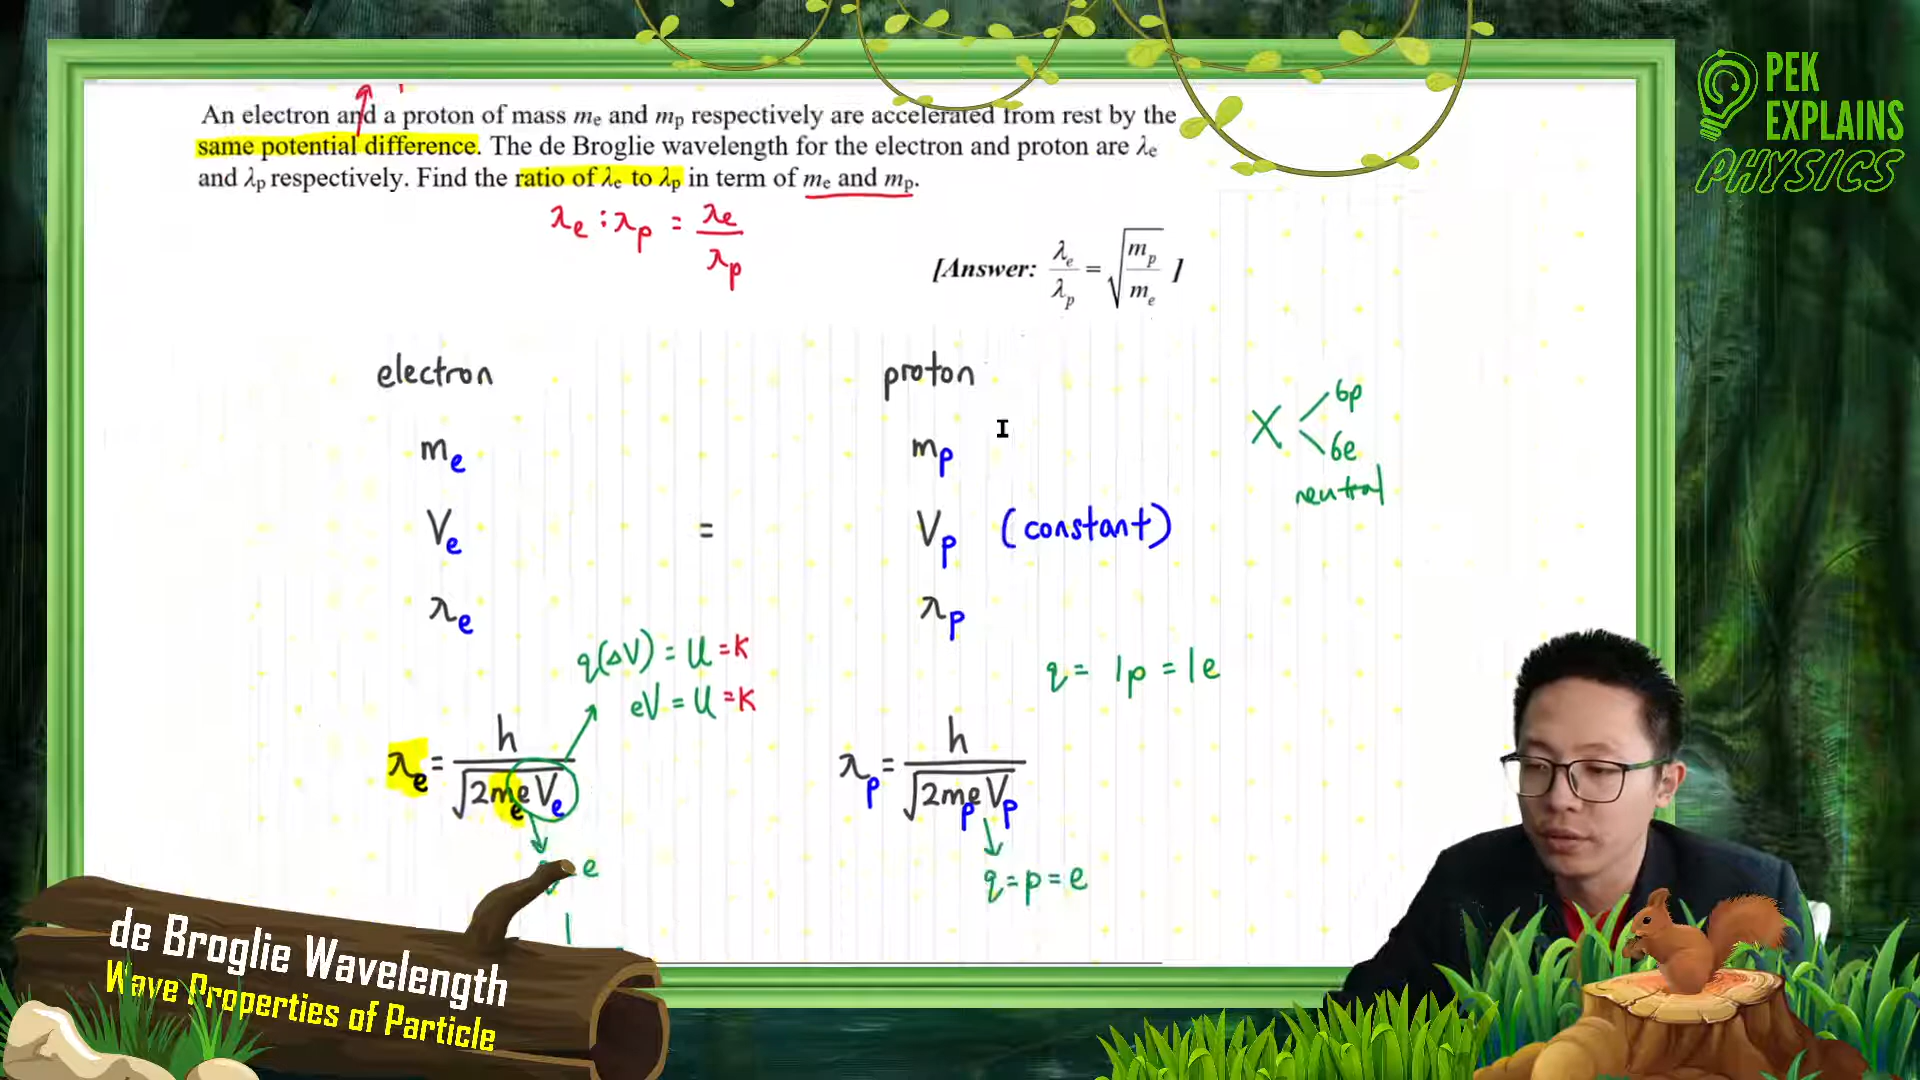 PEK
EXPLAINS
PHYSICS
An electron and a proton of mass mₑ and mₚ respectively are accelerated from rest by the
same potential difference. The de Broglie wavelength for the electron and proton are λₑ
and λₚ respectively. Find the ratio of λₑ to λₚ in term of mₑ and mₚ.
λₑ : λₚ = λₑ / λₚ
[Answer: λₑ / λₚ = √(mₚ / mₑ) ]
electron proton
mₑ mₚ
Vₑ = Vₚ (constant)
λₑ λₚ
X < 6p
6e
neutral
q(ΔV) = U = K
eV = U = K
q = 1p = 1e
λₑ = h / √(2mₑeVₑ)
λₚ = h / √(2mₚeVₚ)
e
q = p = e
de Broglie Wavelength
Wave Properties of Particle